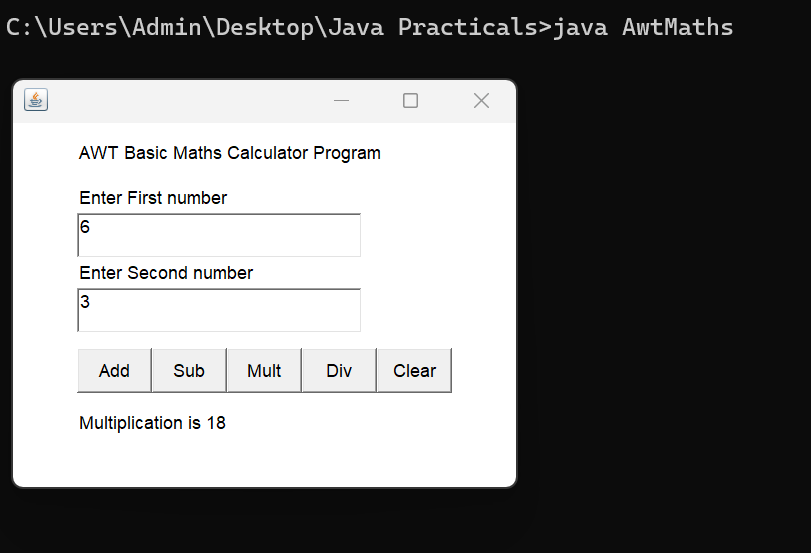 C:\Users\Admin\Desktop\Java Practicals>java AwtMaths
AWT Basic Maths Calculator Program
Enter First number
6
Enter Second number
3
Add Sub Mult Div Clear
Multiplication is 18